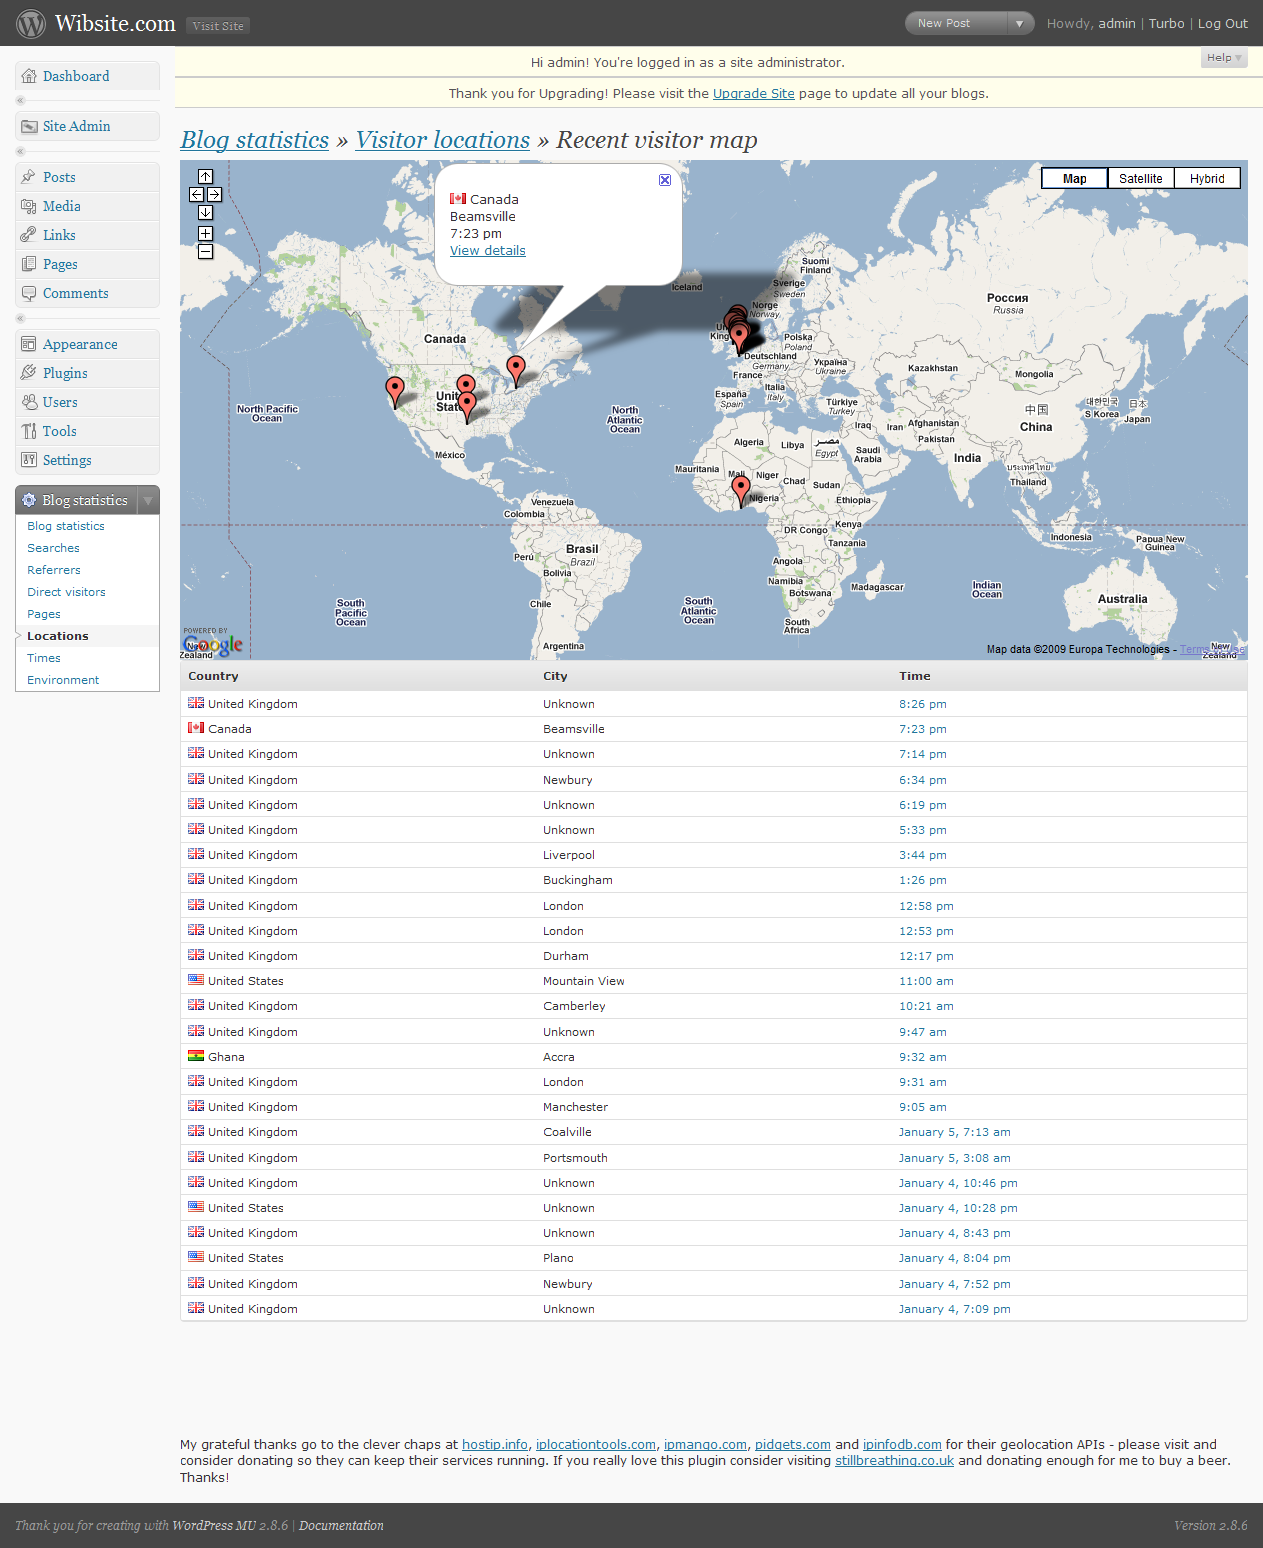 Wibsite.com Visit Site New Post Howdy, admin | Turbo | Log Out
Hi admin! You're logged in as a site administrator. Help
Thank you for Upgrading! Please visit the Upgrade Site page to update all your blogs.
Dashboard
Site Admin
Posts
Media
Links
Pages
Comments
Appearance
Plugins
Users
Tools
Settings
Blog statistics
Blog statistics
Searches
Referrers
Direct visitors
Pages
Locations
Times
Environment
Blog statistics » Visitor locations » Recent visitor map
Map Satellite Hybrid
Canada
Beamsville
7:23 pm
View details
Iceland
Suomi
Finland
Sverige
Sweden
Norge
Norway
Россия
Russia
Canada
Polska
Poland
Deutschland
Germany
Україна
Ukraine
France
Kazakhstan
Mongolia
España
Spain
Italia
Italy
Türkiye
Turkey
North Pacific
Ocean
North
Atlantic
Ocean
中国
China
대한민국
S Korea
日本
Japan
Iraq
Iran
Afghanistan
Pakistan
México
Algeria
Libya
مصر
Egypt
Saudi
Arabia
India
ประเทศไทย
Thailand
Mauritania
Mali
Niger
Chad
Sudan
Nigeria
Ethiopia
Venezuela
Colombia
DR Congo
Kenya
Tanzania
Indonesia
Papua New
Guinea
Brasil
Brazil
Perú
Bolivia
Angola
Namibia
Botswana
Madagascar
Indian
Ocean
Australia
South
Pacific
Ocean
Chile
South
Atlantic
Ocean
South
Africa
Argentina
POWERED BY
Google
New
Zealand
Map data ©2009 Europa Technologies -
New
Zealand
Country City Time
United Kingdom Unknown 8:26 pm
Canada Beamsville 7:23 pm
United Kingdom Unknown 7:14 pm
United Kingdom Newbury 6:34 pm
United Kingdom Unknown 6:19 pm
United Kingdom Unknown 5:33 pm
United Kingdom Liverpool 3:44 pm
United Kingdom Buckingham 1:26 pm
United Kingdom London 12:58 pm
United Kingdom London 12:53 pm
United Kingdom Durham 12:17 pm
United States Mountain View 11:00 am
United Kingdom Camberley 10:21 am
United Kingdom Unknown 9:47 am
Ghana Accra 9:32 am
United Kingdom London 9:31 am
United Kingdom Manchester 9:05 am
United Kingdom Coalville January 5, 7:13 am
United Kingdom Portsmouth January 5, 3:08 am
United Kingdom Unknown January 4, 10:46 pm
United States Unknown January 4, 10:28 pm
United Kingdom Unknown January 4, 8:43 pm
United States Plano January 4, 8:04 pm
United Kingdom Newbury January 4, 7:52 pm
United Kingdom Unknown January 4, 7:09 pm
My grateful thanks go to the clever chaps at hostip.info, iplocationtools.com, ipmango.com, pidgets.com and ipinfodb.com for their geolocation APIs - please visit and
consider donating so they can keep their services running. If you really love this plugin consider visiting stillbreathing.co.uk and donating enough for me to buy a beer.
Thanks!
Thank you for creating with WordPress MU 2.8.6 | Documentation Version 2.8.6